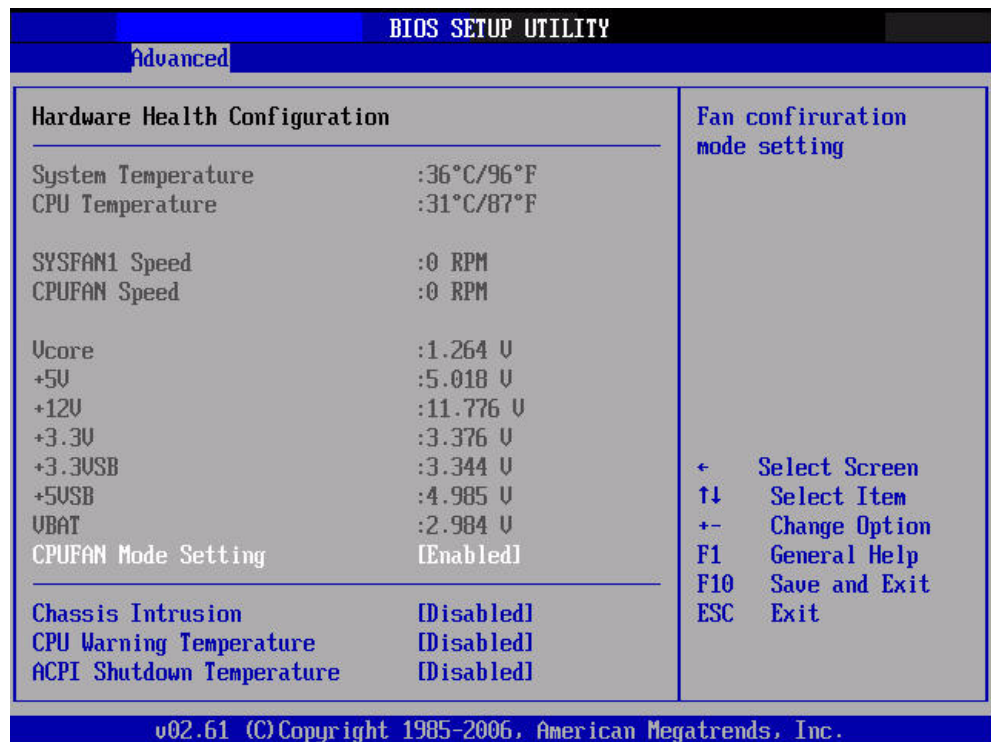 BIOS SETUP UTILITY
Advanced
Hardware Health Configuration
System Temperature :36°C/96°F
CPU Temperature :31°C/87°F
SYSFAN1 Speed :0 RPM
CPUFAN Speed :0 RPM
Vcore :1.264 V
+5V :5.018 V
+12V :11.776 V
+3.3V :3.376 V
+3.3VSB :3.344 V
+5VSB :4.985 V
VBAT :2.984 V
CPUFAN Mode Setting [Enabled]
Chassis Intrusion [Disabled]
CPU Warning Temperature [Disabled]
ACPI Shutdown Temperature [Disabled]
Fan confiruration
mode setting
← Select Screen
↑↓ Select Item
+- Change Option
F1 General Help
F10 Save and Exit
ESC Exit
v02.61 (C)Copyright 1985-2006, American Megatrends, Inc.